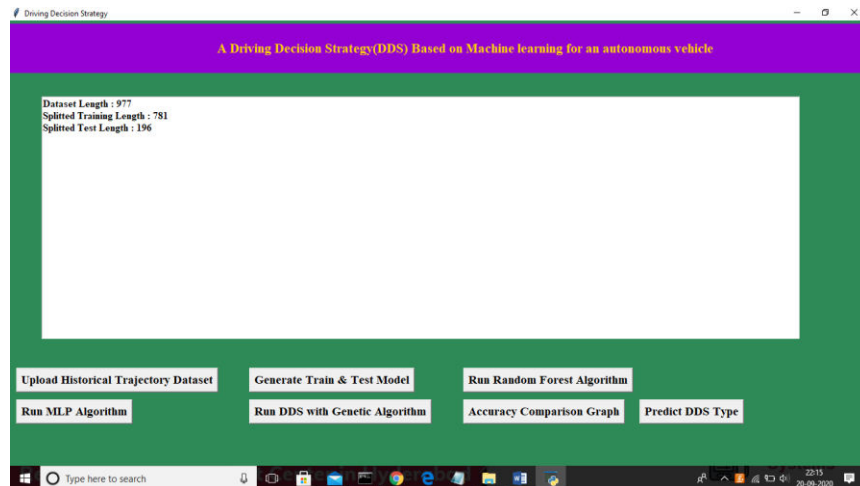 Driving Decision Strategy
A Driving Decision Strategy(DDS) Based on Machine learning for an autonomous vehicle
Dataset Length : 977
Splitted Training Length : 781
Splitted Test Length : 196
Upload Historical Trajectory Dataset
Generate Train & Test Model
Run Random Forest Algorithm
Run MLP Algorithm
Run DDS with Genetic Algorithm
Accuracy Comparison Graph
Predict DDS Type
Type here to search
22:15
20-09-2020